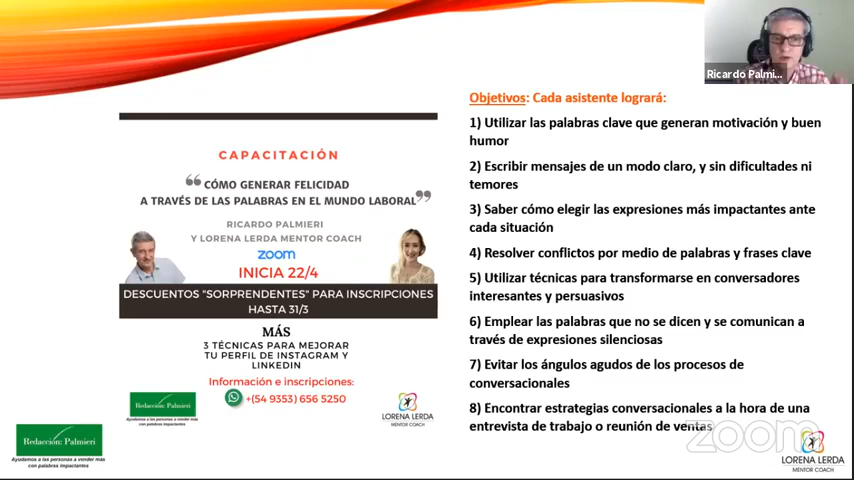 Ricardo Palmi...
CAPACITACIÓN
“CÓMO GENERAR FELICIDAD
A TRAVÉS DE LAS PALABRAS EN EL MUNDO LABORAL”
RICARDO PALMIERI
Y LORENA LERDA MENTOR COACH
zoom
INICIA 22/4
DESCUENTOS "SORPRENDENTES" PARA INSCRIPCIONES
HASTA 31/3
MÁS
3 TÉCNICAS PARA MEJORAR
TU PERFIL DE INSTAGRAM Y
LINKEDIN
Información e inscripciones:
+(54 9353) 656 5250
Redacción: Palmieri
Ayudamos a las personas a vender más
con palabras impactantes
LORENA LERDA
MENTOR COACH
Redacción: Palmieri
Ayudamos a las personas a vender más
con palabras impactantes
Objetivos: Cada asistente logrará:
1) Utilizar las palabras clave que generan motivación y buen
humor
2) Escribir mensajes de un modo claro, y sin dificultades ni
temores
3) Saber cómo elegir las expresiones más impactantes ante
cada situación
4) Resolver conflictos por medio de palabras y frases clave
5) Utilizar técnicas para transformarse en conversadores
interesantes y persuasivos
6) Emplear las palabras que no se dicen y se comunican a
través de expresiones silenciosas
7) Evitar los ángulos agudos de los procesos de
conversacionales
8) Encontrar estrategias conversacionales a la hora de una
entrevista de trabajo o reunión de ventas
zoom
LORENA LERDA
MENTOR COACH